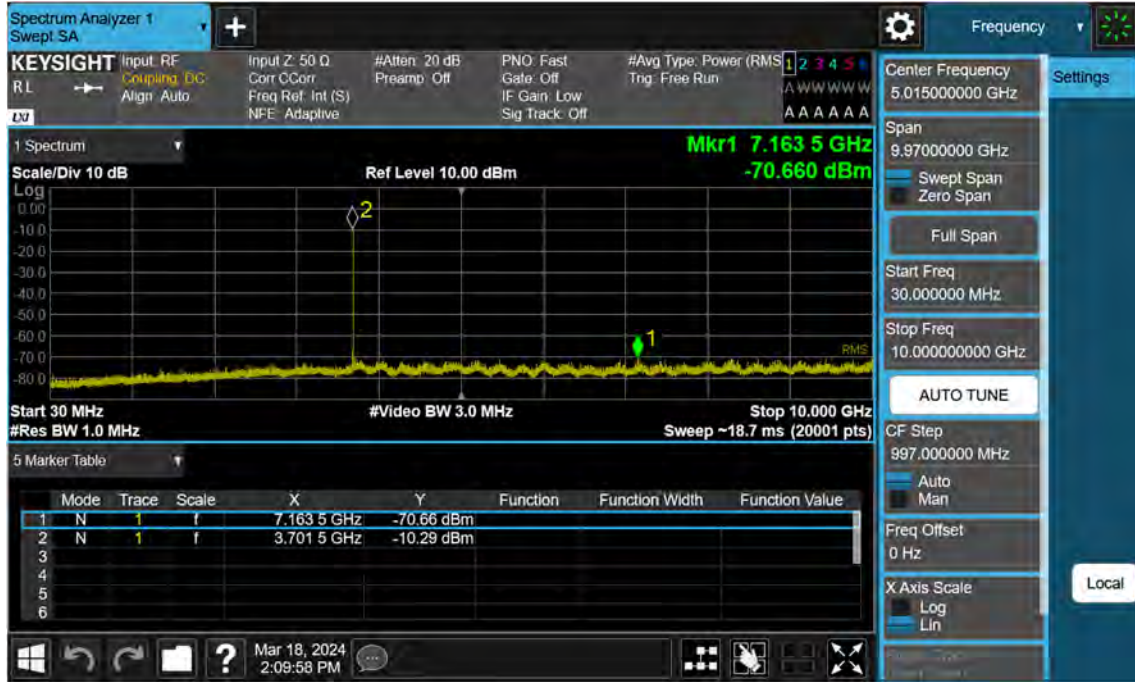 Spectrum Analyzer 1
Swept SA
+
Frequency
KEYSIGHT Input: RF Input Z: 50 Ω #Atten: 20 dB PNO: Fast #Avg Type: Power (RMS 1 2 3 4 5 6
RL Coupling: DC Corr CCorr Preamp: Off Gate: Off Trig: Free Run
Align: Auto Freq Ref: Int (S) IF Gain: Low A W W W W W
LXI NFE: Adaptive Sig Track: Off A A A A A A
1 Spectrum
Mkr1 7.163 5 GHz
Scale/Div 10 dB Ref Level 10.00 dBm -70.660 dBm
Log
0.00
2
-10.0
-20.0
-30.0
-40.0
-50.0
-60.0
1
RMS
-70.0
-80.0
Start 30 MHz #Video BW 3.0 MHz Stop 10.000 GHz
#Res BW 1.0 MHz Sweep ~18.7 ms (20001 pts)
5 Marker Table
Mode Trace Scale X Y Function Function Width Function Value
1 N 1 f 7.163 5 GHz -70.66 dBm
2 N 1 f 3.701 5 GHz -10.29 dBm
3
4
5
6
? Mar 18, 2024
2:09:58 PM
Center Frequency
5.015000000 GHz
Settings
Span
9.97000000 GHz
Swept Span
Zero Span
Full Span
Start Freq
30.000000 MHz
Stop Freq
10.000000000 GHz
AUTO TUNE
CF Step
997.000000 MHz
Auto
Man
Freq Offset
0 Hz
X Axis Scale
Log
Lin
Local